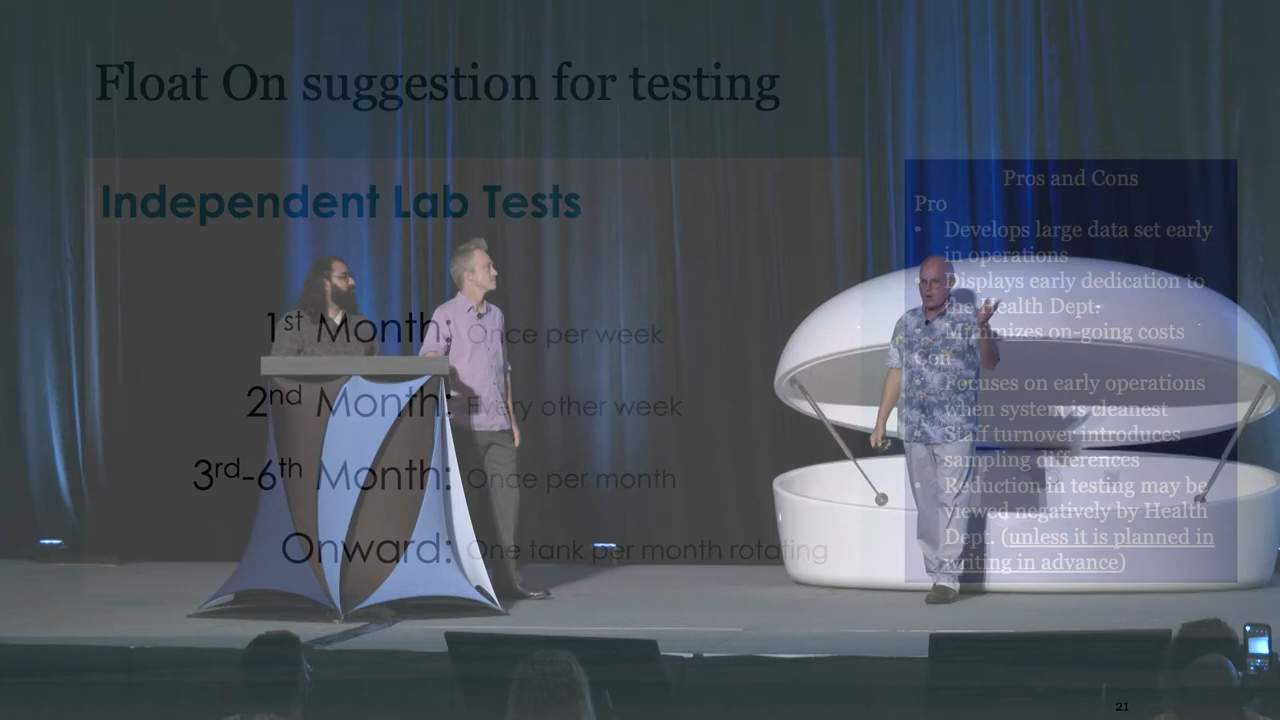 Float On suggestion for testing
Independent Lab Tests
1st Month: Once per week
2nd Month: Every other week
3rd-6th Month: Once per month
Onward: One tank per month rotating
Pros and Cons
Pro
• Develops large data set early
in operations
Displays early dedication to
the Health Dept.
Minimizes on-going costs
Con
Focuses on early operations
when system is cleanest
Staff turnover introduces
sampling differences
• Reduction in testing may be
viewed negatively by Health
Dept. (unless it is planned in
writing in advance)
21